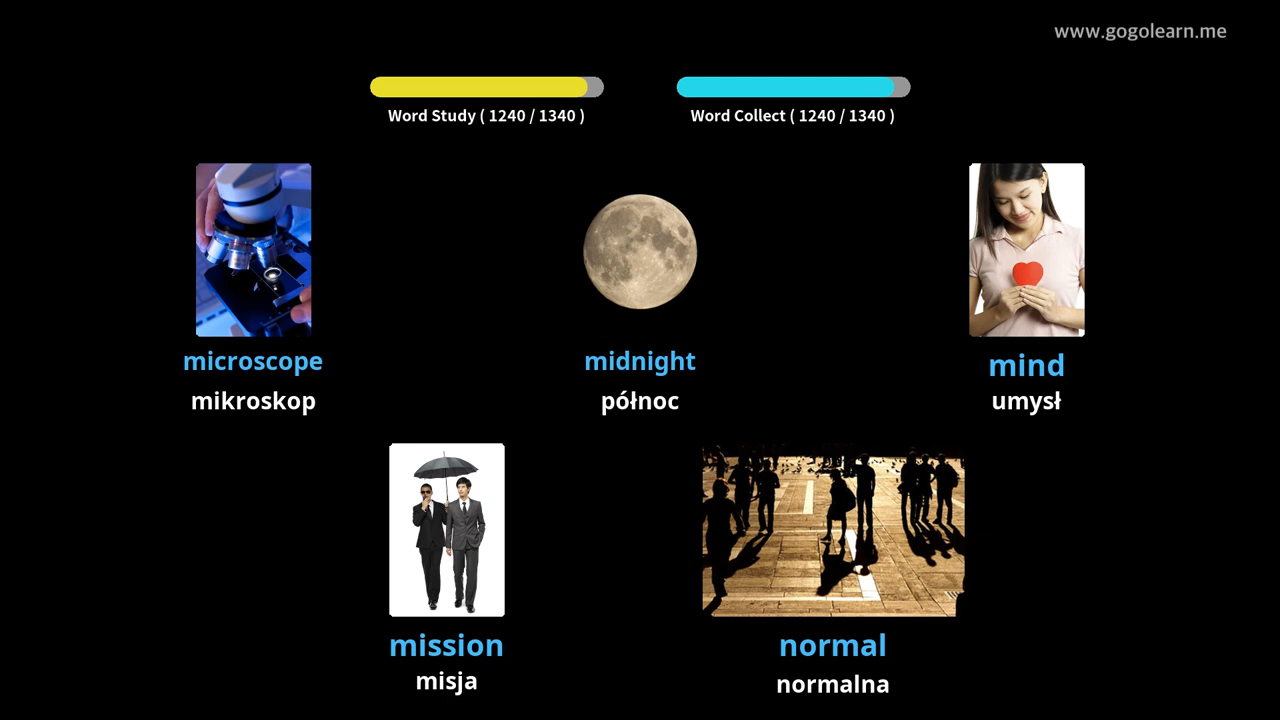 www.gogolearn.me
Word Study ( 1240 / 1340 )
Word Collect ( 1240 / 1340 )
microscope
mikroskop
midnight
północ
mind
umysł
mission
misja
normal
normalna